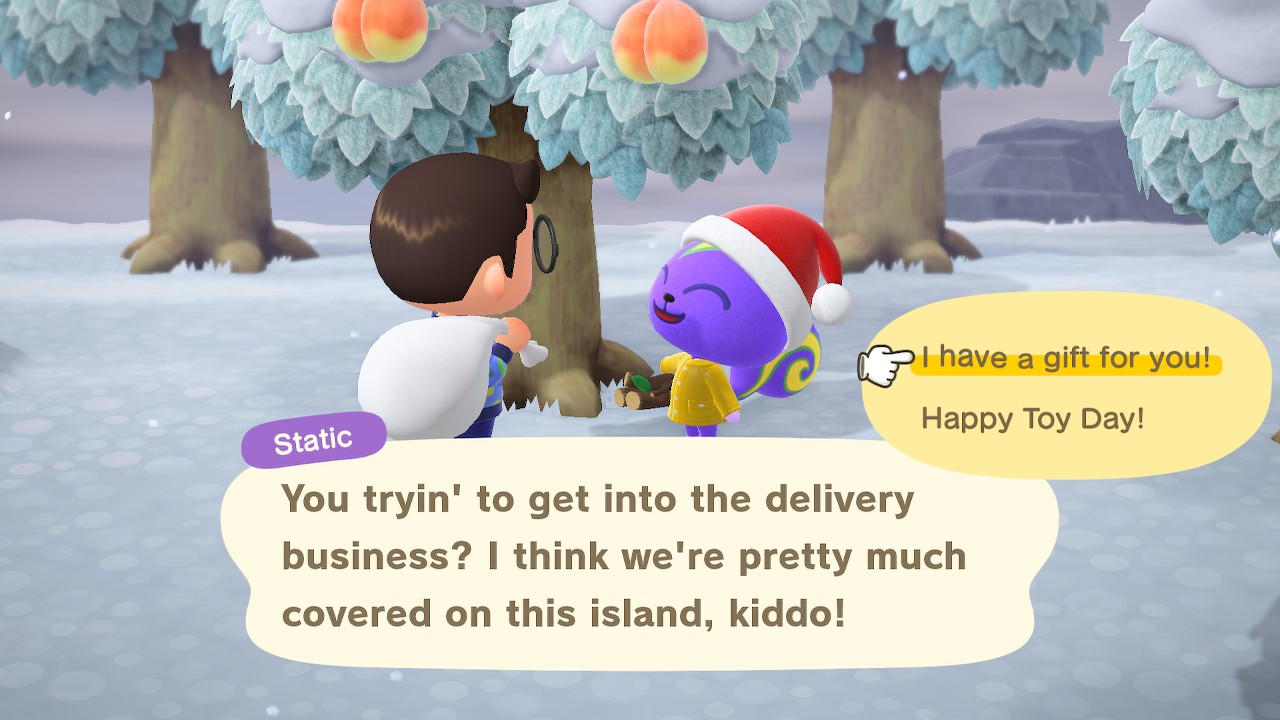 I have a gift for you!
Happy Toy Day!
Static
You tryin' to get into the delivery
business? I think we're pretty much
covered on this island, kiddo!